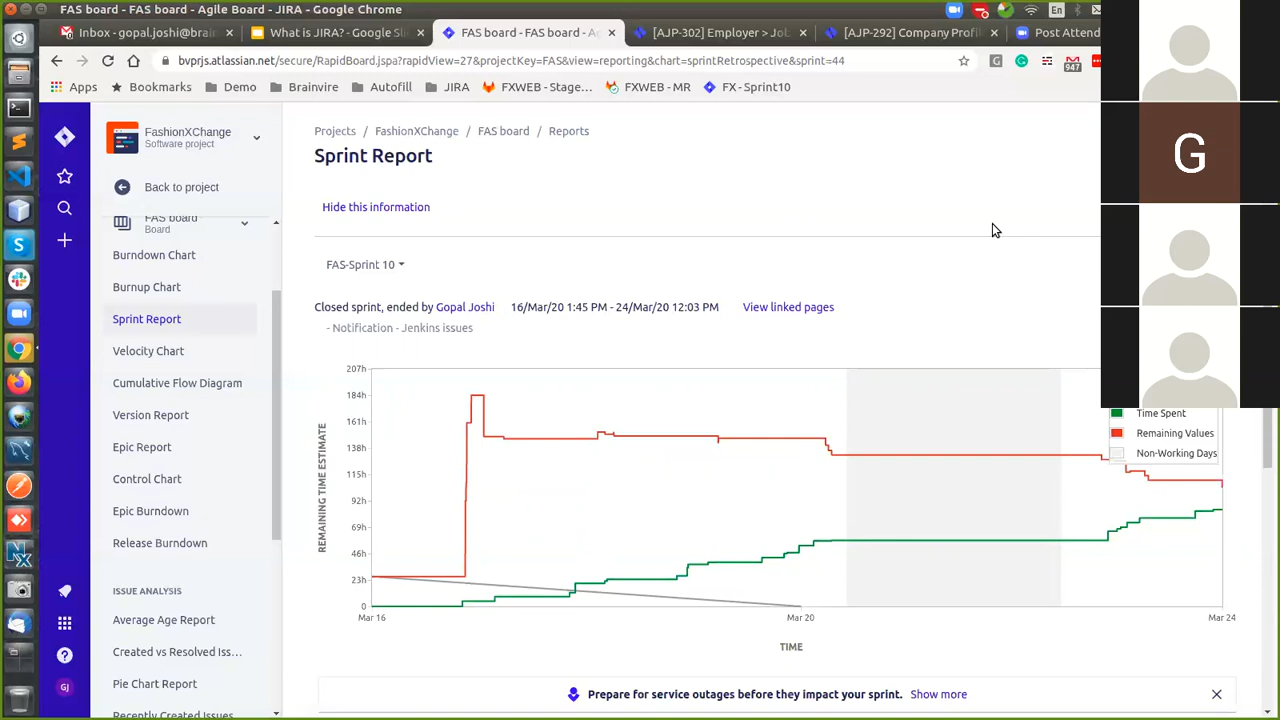 FAS board - FAS board - Agile Board - JIRA - Google Chrome
En
Inbox - gopal.joshi@brain
What is JIRA? - Google Sli
FAS board - FAS board - A
[AJP-302] Employer > Job
[AJP-292] Company Profi
Post Attend
bvprjs.atlassian.net/secure/RapidBoard.jspa?rapidView=27&projectKey=FAS&view=reporting&chart=sprintRetrospective&sprint=44
947
Apps
Bookmarks
Demo
Brainvire
Autofill
JIRA
FXWEB - Stage...
FXWEB - MR
FX - Sprint10
G
FashionXChange
Software project
Back to project
FAS board
Board
Burndown Chart
Burnup Chart
Sprint Report
Velocity Chart
Cumulative Flow Diagram
Version Report
Epic Report
Control Chart
Epic Burndown
Release Burndown
ISSUE ANALYSIS
Average Age Report
Created vs Resolved Iss...
Pie Chart Report
Recently Created Issues
GJ
Projects / FashionXChange / FAS board / Reports
Sprint Report
Hide this information
FAS-Sprint 10
Closed sprint, ended by Gopal Joshi 16/Mar/20 1:45 PM - 24/Mar/20 12:03 PM View linked pages
- Notification - Jenkins issues
REMAINING TIME ESTIMATE
207h
184h
161h
138h
115h
92h
69h
46h
23h
0
Mar 16
Mar 20
Mar 24
TIME
Time Spent
Remaining Values
Non-Working Days
Prepare for service outages before they impact your sprint. Show more